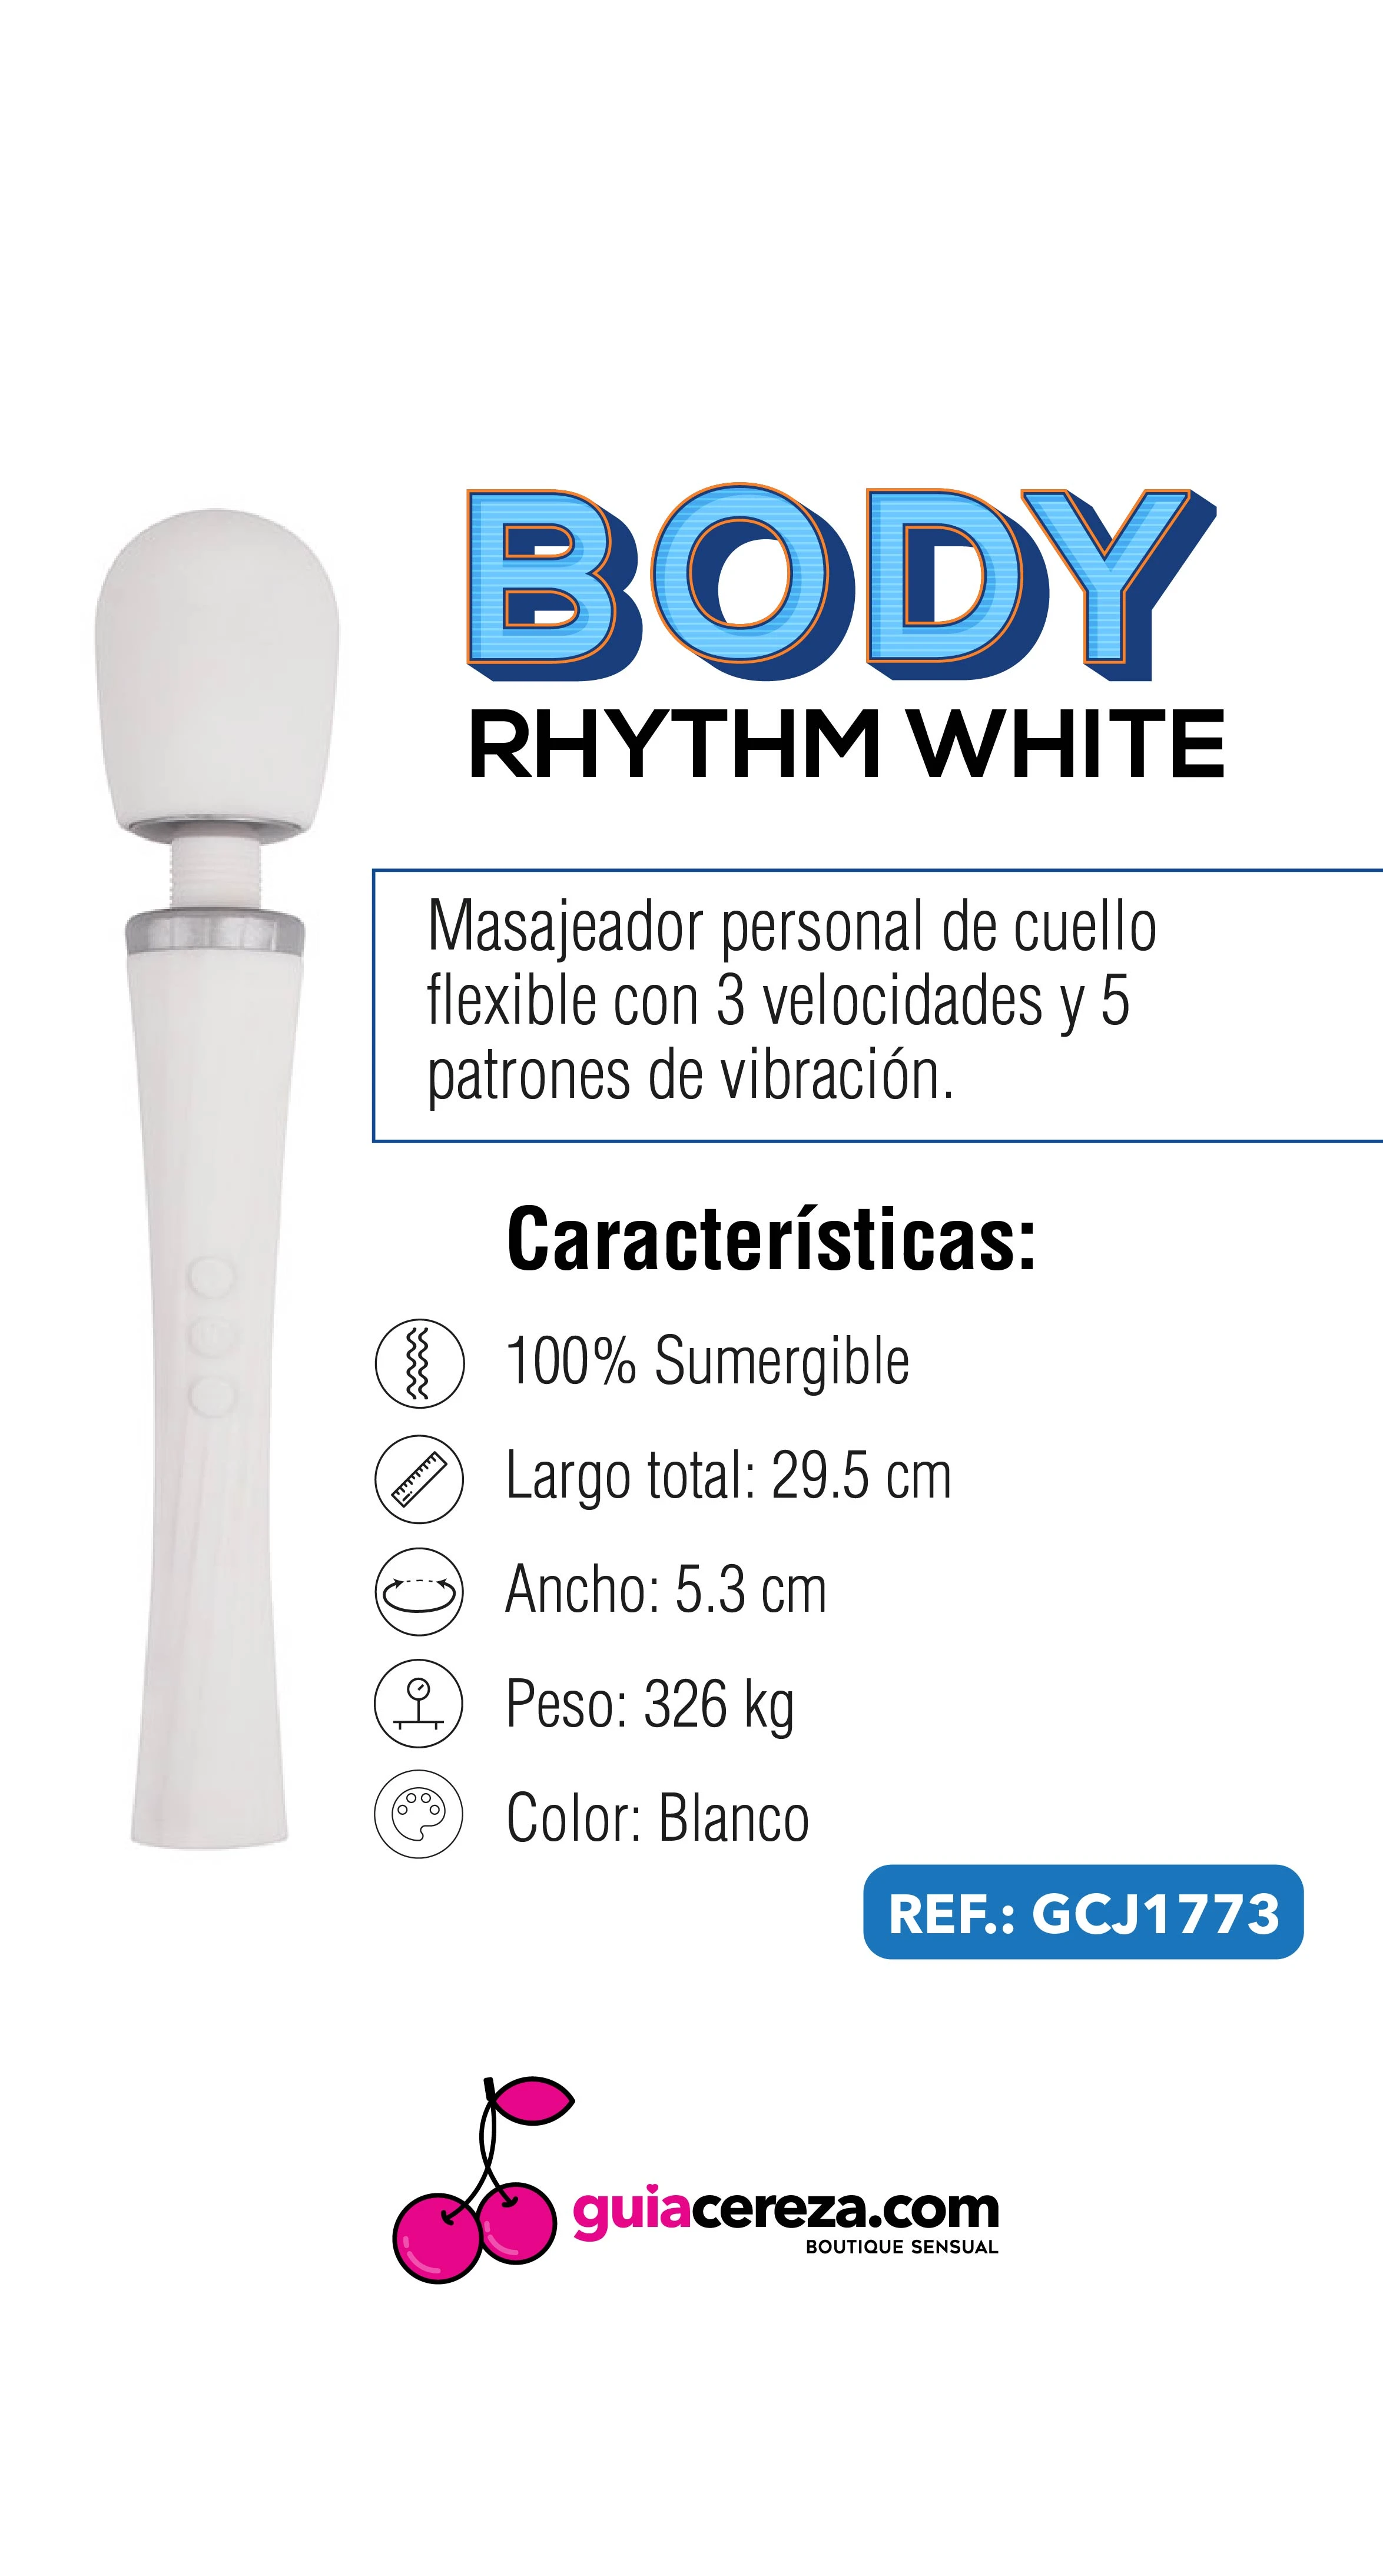 BODY
RHYTHM WHITE
Masajeador personal de cuello
flexible con 3 velocidades y 5
patrones de vibración.
Características:
100% Sumergible
Largo total: 29.5 cm
Ancho: 5.3 cm
Peso: 326 kg
Color: Blanco
REF.: GCJ1773
guiacereza.com
BOUTIQUE SENSUAL